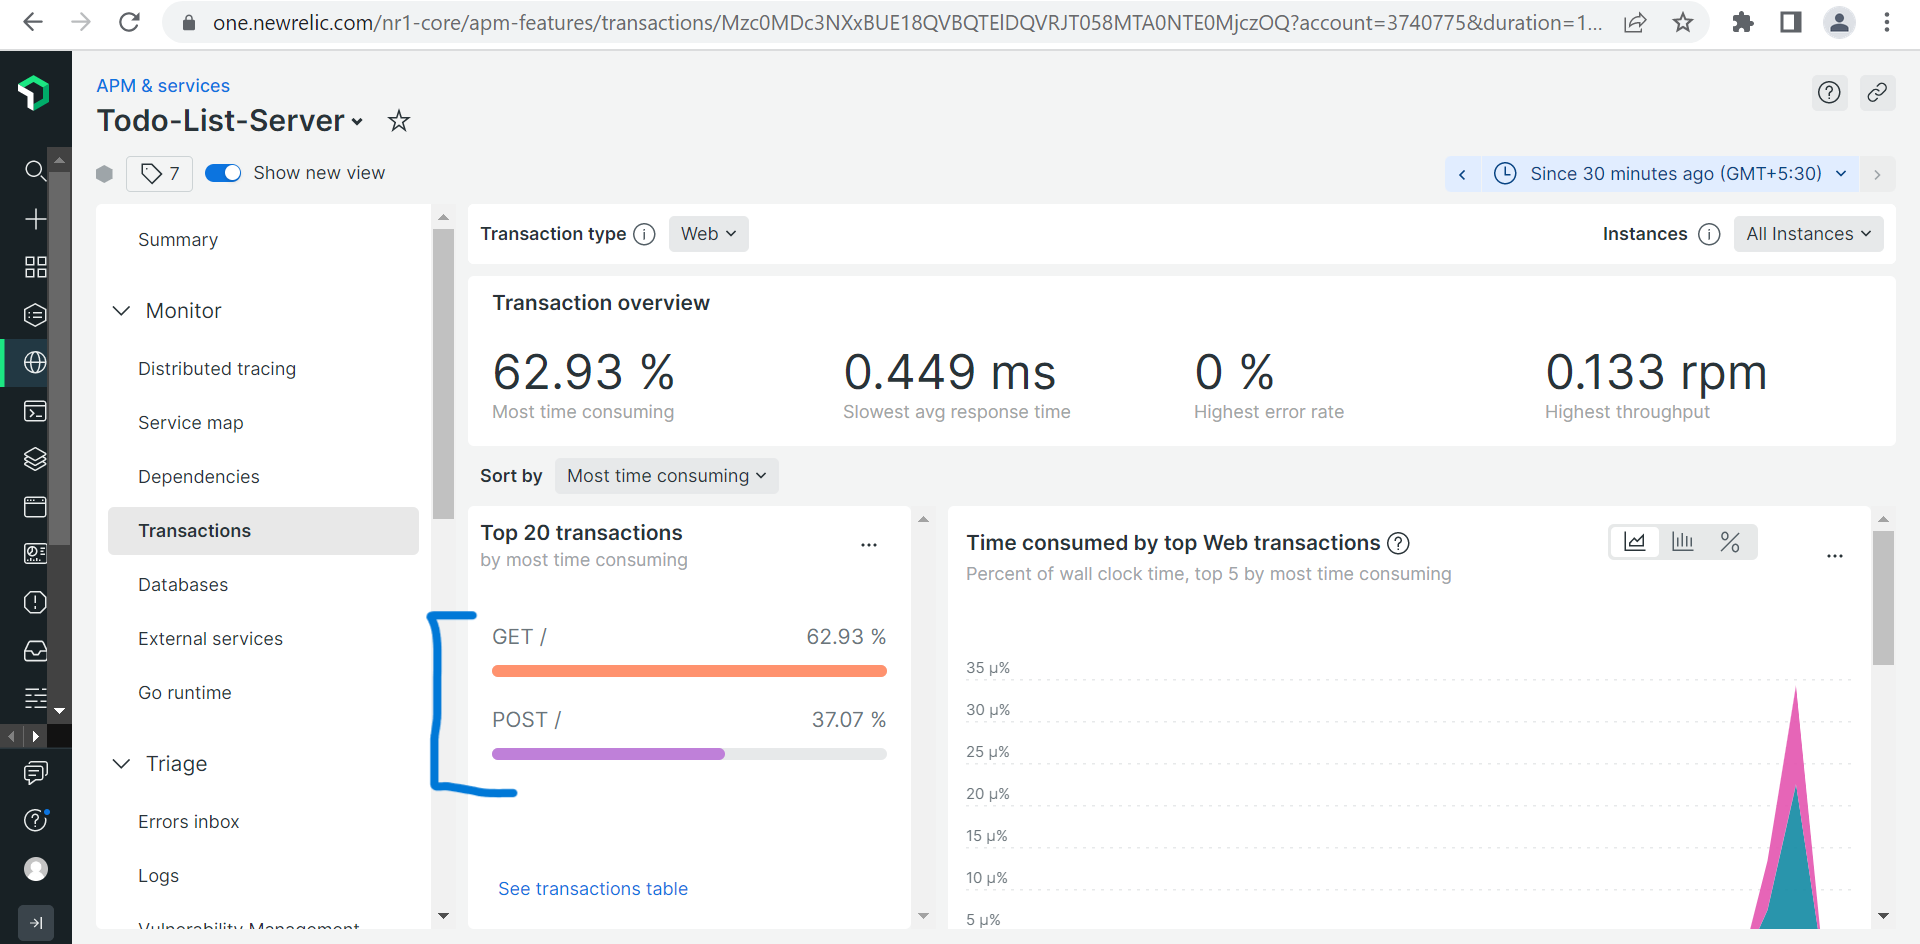 one.newrelic.com/nr1-core/apm-features/transactions/Mzc0MDc3NXxBUE18QVBQTElDQVRJT058MTA0NTE0MjczOQ?account=3740775&duration=1...
APM & services
Todo-List-Server
7
Show new view
Since 30 minutes ago (GMT+5:30)
Summary
Monitor
Distributed tracing
Service map
Dependencies
Transactions
Databases
External services
Go runtime
Triage
Errors inbox
Logs
Vulnerability Management
Transaction type
Web
Instances
All Instances
Transaction overview
62.93 %
Most time consuming
0.449 ms
Slowest avg response time
0 %
Highest error rate
0.133 rpm
Highest throughput
Sort by
Most time consuming
Top 20 transactions
by most time consuming
...
GET /
62.93 %
POST /
37.07 %
See transactions table
Time consumed by top Web transactions
Percent of wall clock time, top 5 by most time consuming
%
...
35 µ%
30 µ%
25 µ%
20 µ%
15 µ%
10 µ%
5 µ%